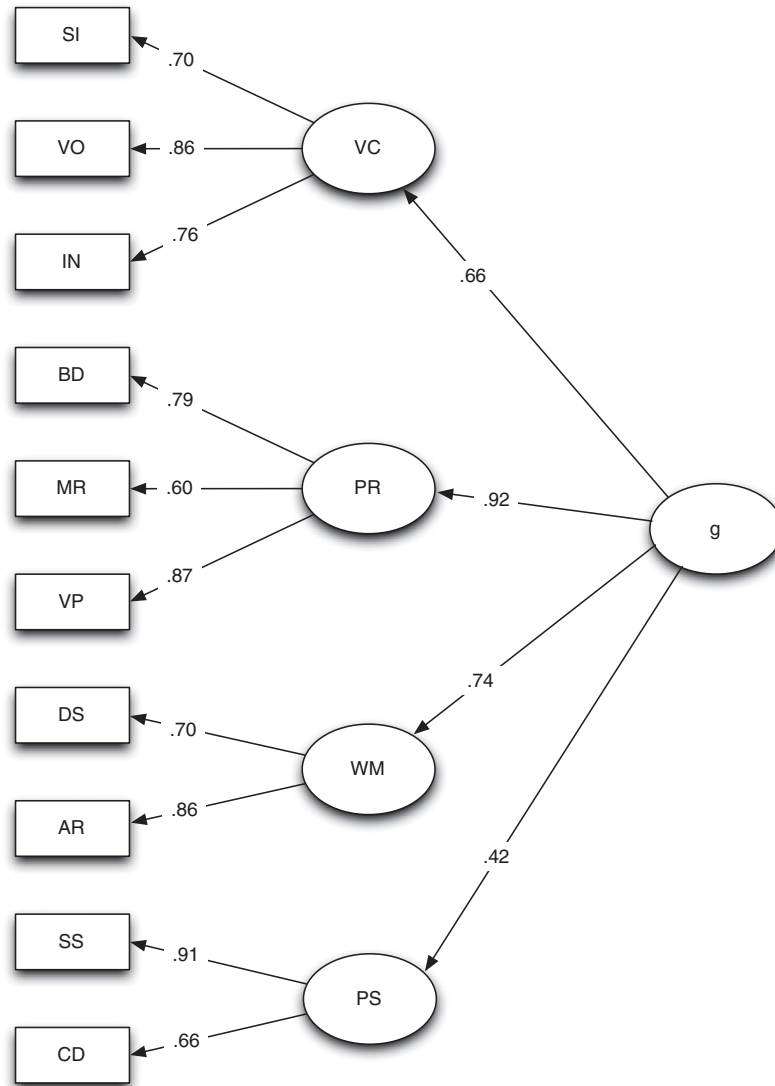 SI
.70
VO
.86
VC
IN
.76
.66
BD
.79
MR
.60
PR
.92
g
VP
.87
.74
DS
.70
WM
AR
.86
.42
SS
.91
PS
CD
.66